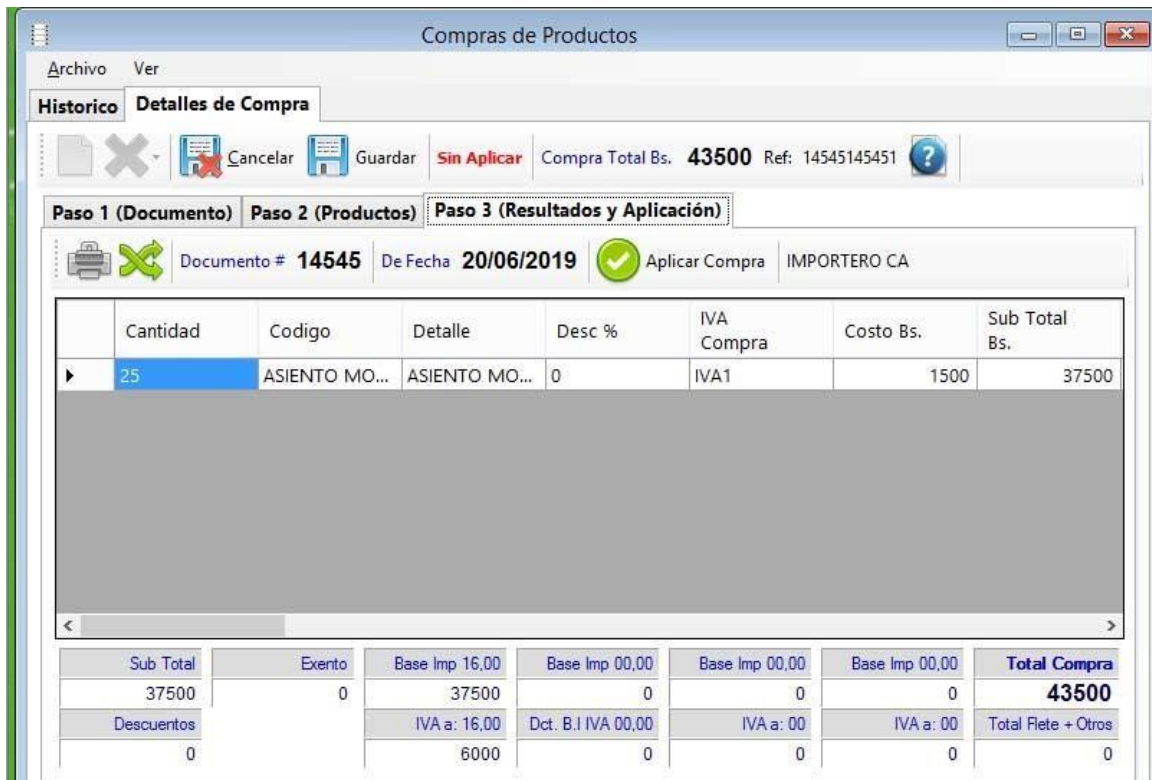 Compras de Productos
Archivo Ver
Historico Detalles de Compra
Cancelar Guardar Sin Aplicar Compra Total Bs. 43500 Ref: 14545145451 ?
Paso 1 (Documento) Paso 2 (Productos) Paso 3 (Resultados y Aplicación)
Documento # 14545 De Fecha 20/06/2019 Aplicar Compra IMPORTERO CA
Cantidad Codigo Detalle Desc % IVA Compra Costo Bs. Sub Total Bs.
25 ASIENTO MO... ASIENTO MO... 0 IVA1 1500 37500
Sub Total Exento Base Imp 16,00 Base Imp 00,00 Base Imp 00,00 Base Imp 00,00 Total Compra
37500 0 37500 0 0 0 43500
Descuentos IVA a: 16,00 Dct. B.I IVA 00,00 IVA a: 00 IVA a: 00 Total Flete + Otros
0 6000 0 0 0 0